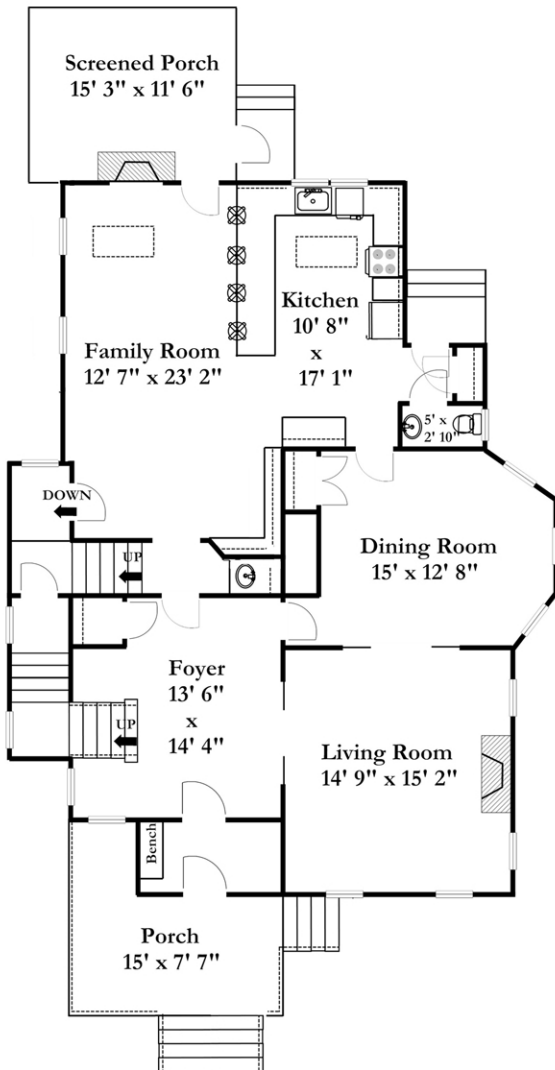 Screened Porch
15' 3" x 11' 6"
Kitchen
10' 8"
x
17' 1"
Family Room
12' 7" x 23' 2"
5' x
2' 10"
DOWN
UP
Dining Room
15' x 12' 8"
Foyer
13' 6"
x
14' 4"
UP
Living Room
14' 9" x 15' 2"
Bench
Porch
15' x 7' 7"